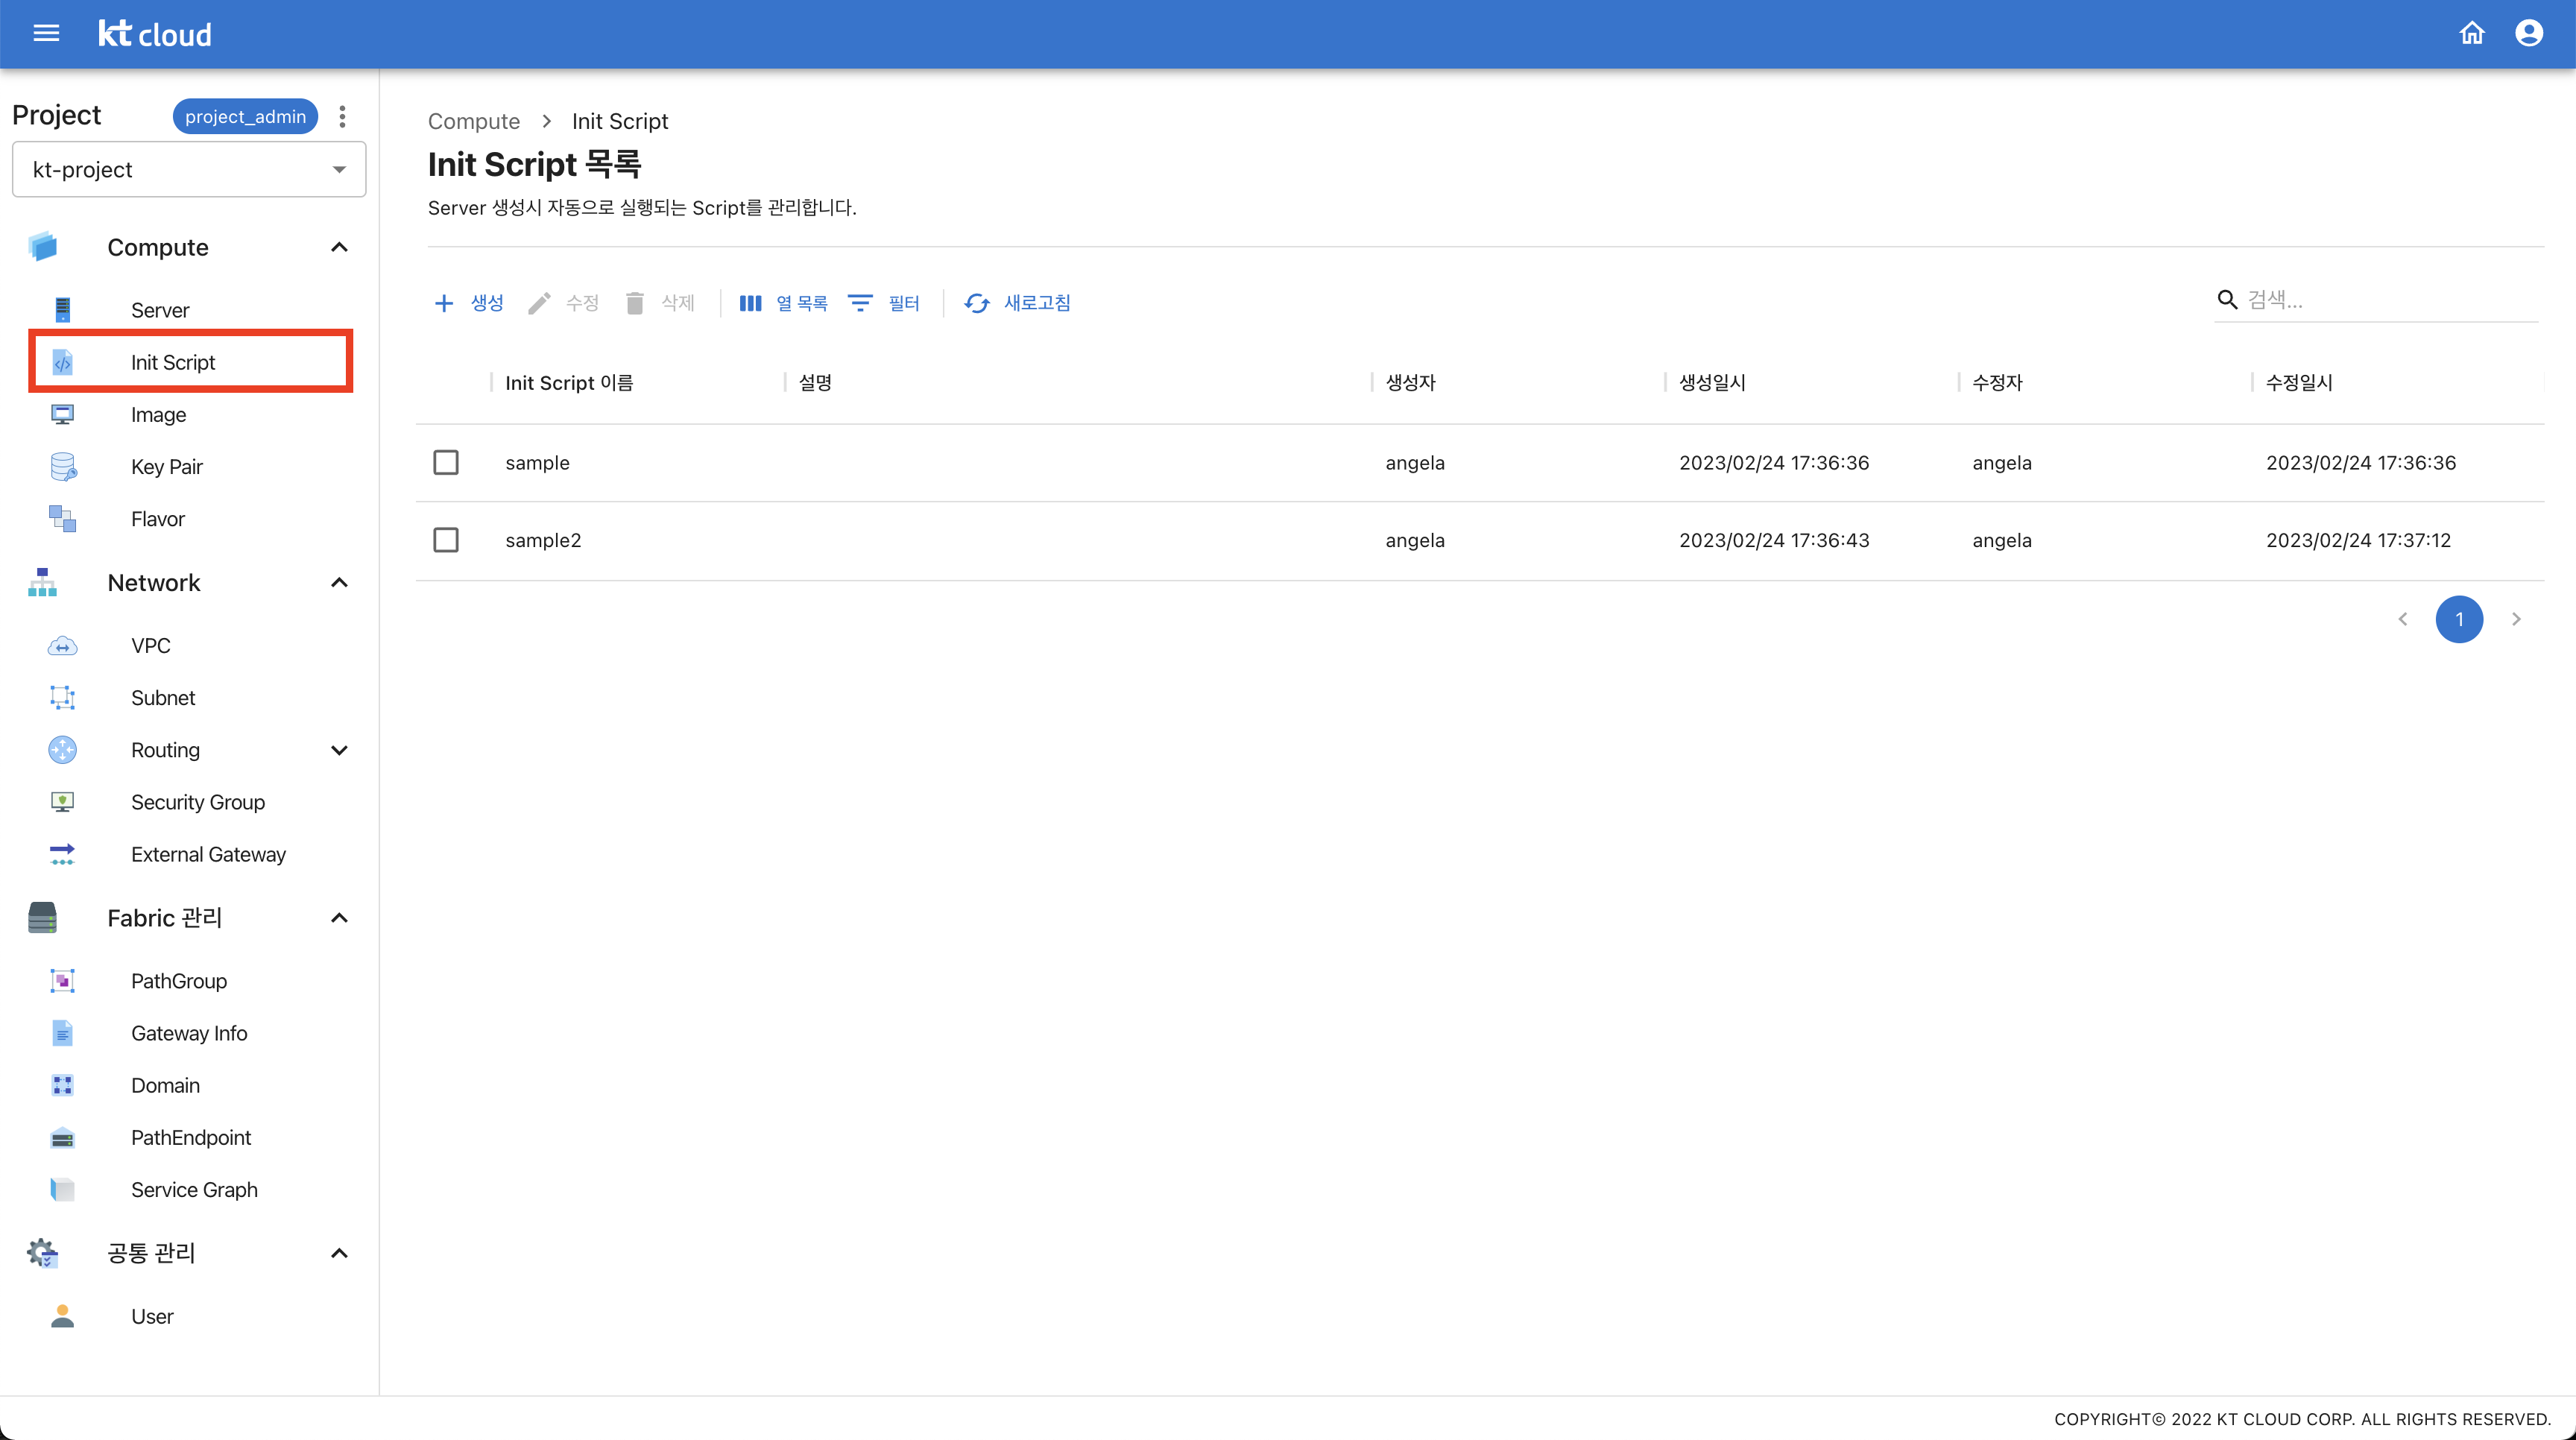 kt cloud
Project
project_admin
kt-project
Compute
Server
Init Script
Image
Key Pair
Flavor
Network
VPC
Subnet
Routing
Security Group
External Gateway
Fabric 관리
PathGroup
Gateway Info
Domain
PathEndpoint
Service Graph
공통 관리
User
Compute > Init Script
Init Script 목록
Server 생성시 자동으로 실행되는 Script를 관리합니다.
생성 수정 삭제 열 목록 필터 새로고침 검색...
Init Script 이름 설명 생성자 생성일시 수정자 수정일시
sample angela 2023/02/24 17:36:36 angela 2023/02/24 17:36:36
sample2 angela 2023/02/24 17:36:43 angela 2023/02/24 17:37:12
1
COPYRIGHT© 2022 KT CLOUD CORP. ALL RIGHTS RESERVED.